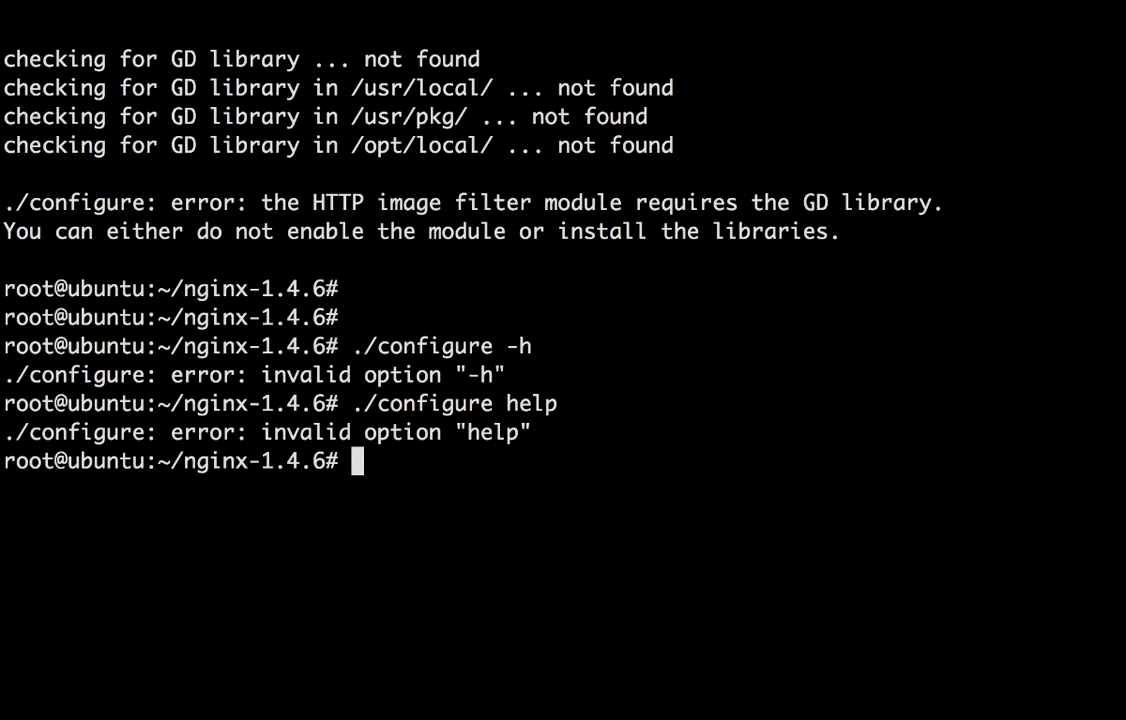 checking for GD library ... not found
checking for GD library in /usr/local/ ... not found
checking for GD library in /usr/pkg/ ... not found
checking for GD library in /opt/local/ ... not found
./configure: error: the HTTP image filter module requires the GD library.
You can either do not enable the module or install the libraries.
root@ubuntu:~/nginx-1.4.6#
root@ubuntu:~/nginx-1.4.6#
root@ubuntu:~/nginx-1.4.6# ./configure -h
./configure: error: invalid option "-h"
root@ubuntu:~/nginx-1.4.6# ./configure help
./configure: error: invalid option "help"
root@ubuntu:~/nginx-1.4.6#